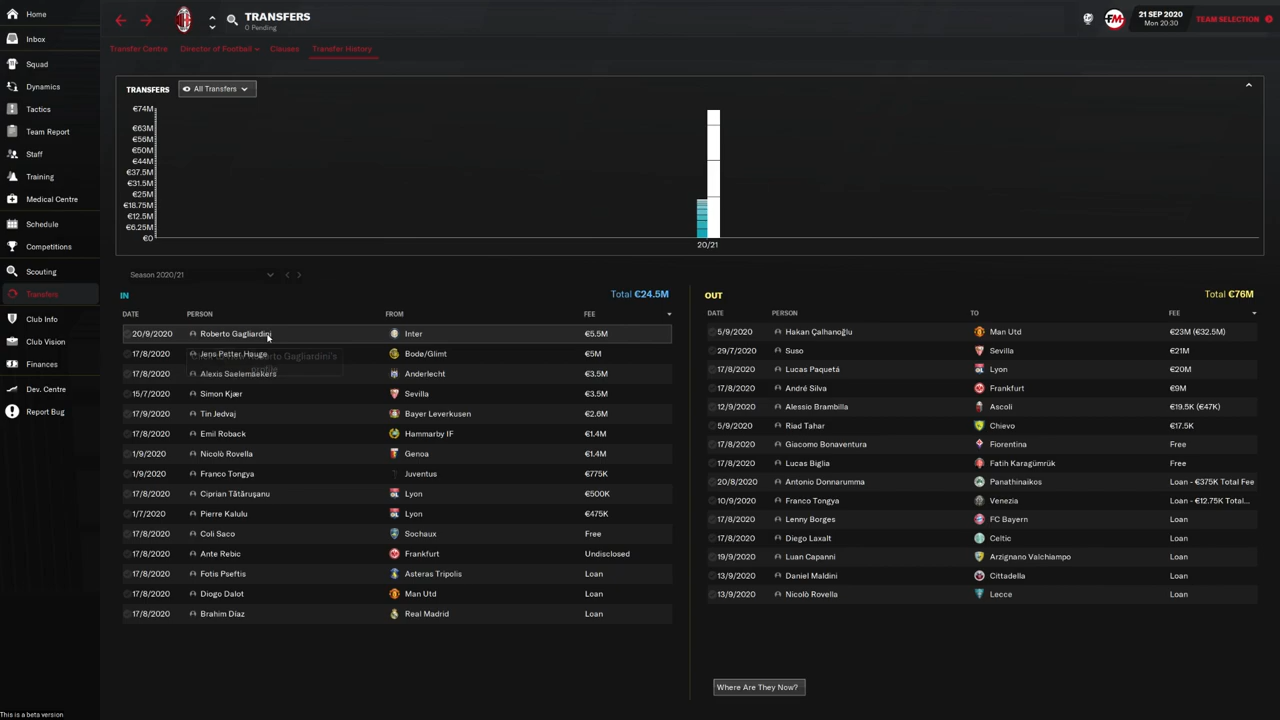 Home
Inbox
Squad
Dynamics
Tactics
Team Report
Staff
Training
Medical Centre
Schedule
Competitions
Scouting
Transfers
Club Info
Club Vision
Finances
Dev. Centre
Report Bug
This is a beta version
TRANSFERS
0 Pending
FM
21 SEP 2020
Mon 20:30
TEAM SELECTION
Transfer Centre
Director of Football
Clauses
Transfer History
TRANSFERS
All Transfers
€74M
€63M
€56M
€50M
€44M
€37.5M
€31.5M
€25M
€18.75M
€12.5M
€6.25M
€0
20/21
Season 2020/21
IN Total €24.5M
DATE PERSON FROM FEE
20/9/2020 Roberto Gagliardini Inter €5.5M
17/8/2020 Jens Petter Hauge Bodø/Glimt €5M
17/8/2020 Alexis Saelemaekers Anderlecht €3.5M
15/7/2020 Simon Kjær Sevilla €3.5M
17/9/2020 Tin Jedvaj Bayer Leverkusen €2.6M
17/8/2020 Emil Roback Hammarby IF €1.4M
1/9/2020 Nicolò Rovella Genoa €1.4M
1/9/2020 Franco Tongya Juventus €775K
17/8/2020 Ciprian Tătărușanu Lyon €500K
1/7/2020 Pierre Kalulu Lyon €475K
17/8/2020 Coli Saco Sochaux Free
17/8/2020 Ante Rebic Frankfurt Undisclosed
17/8/2020 Fotis Pseftis Asteras Tripolis Loan
17/8/2020 Diogo Dalot Man Utd Loan
17/8/2020 Brahim Díaz Real Madrid Loan
OUT Total €76M
DATE PERSON TO FEE
5/9/2020 Hakan Çalhanoğlu Man Utd €23M (€32.5M)
29/7/2020 Suso Sevilla €21M
17/8/2020 Lucas Paquetá Lyon €20M
17/8/2020 André Silva Frankfurt €9M
12/9/2020 Alessio Brambilla Ascoli €19.5K (€47K)
5/9/2020 Riad Tahar Chievo €17.5K
17/8/2020 Giacomo Bonaventura Fiorentina Free
17/8/2020 Lucas Biglia Fatih Karagümrük Free
20/8/2020 Antonio Donnarumma Panathinaikos Loan - €375K Total Fee
10/9/2020 Franco Tongya Venezia Loan - €12.75K Total...
17/8/2020 Lenny Borges FC Bayern Loan
17/8/2020 Diego Laxalt Celtic Loan
19/9/2020 Luan Capanni Arzignano Valchiampo Loan
13/9/2020 Daniel Maldini Cittadella Loan
13/9/2020 Nicolò Rovella Lecce Loan
Where Are They Now?